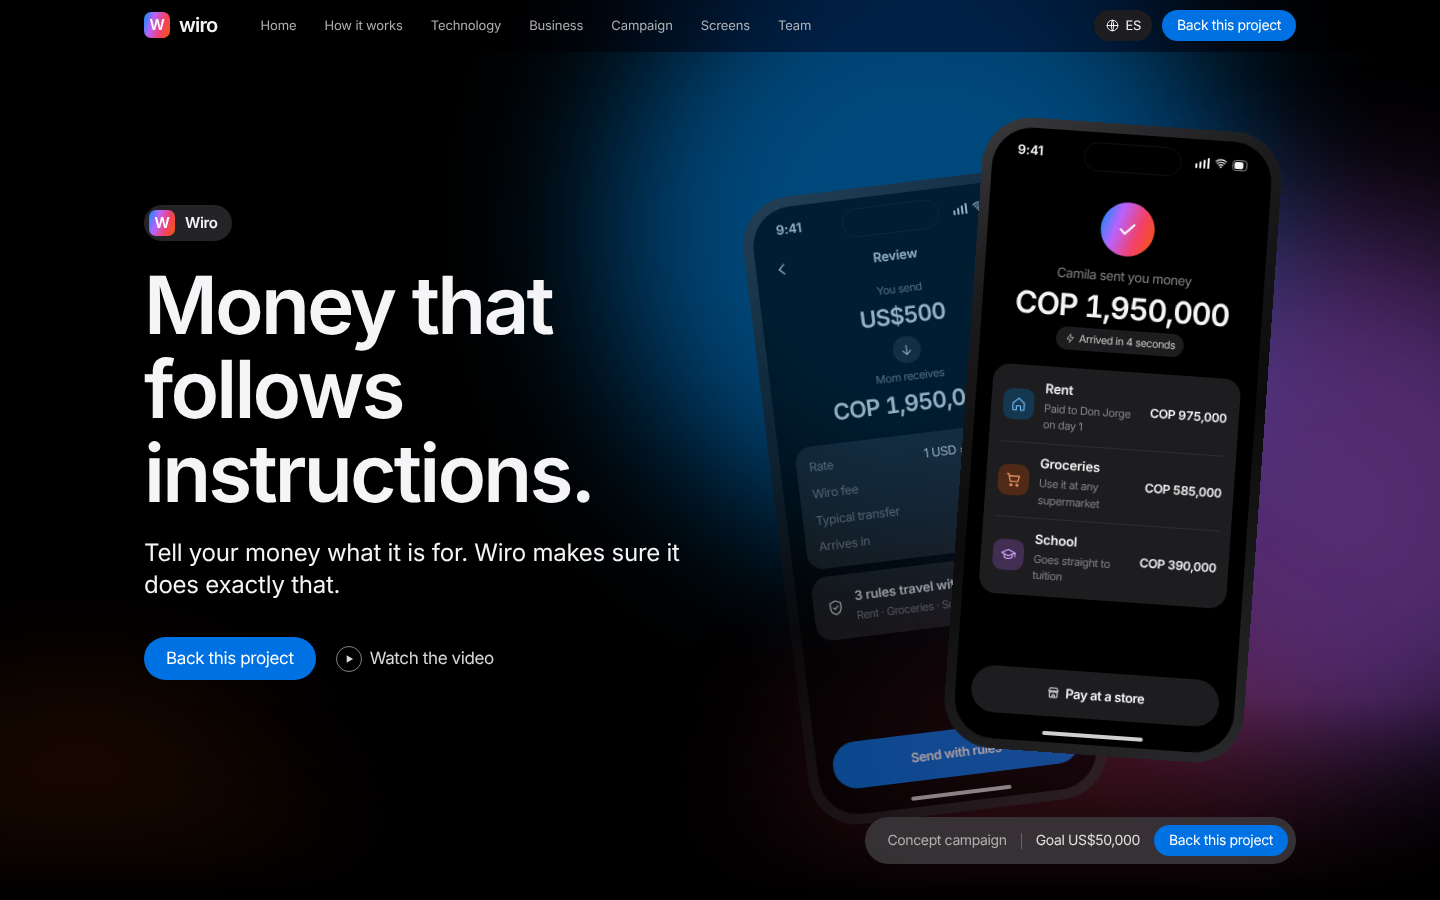 W wiro
Home
How it works
Technology
Business
Campaign
Screens
Team
ES
Back this project
W Wiro
Money that
follows
instructions.
Tell your money what it is for. Wiro makes sure it
does exactly that.
Back this project
Watch the video
9:41
Review
You send
US$500
Mom receives
COP 1,950,0
Rate
1 USD
Wiro fee
Typical transfer
Arrives in
3 rules travel wit
Rent · Groceries · Sc
Send with rules
9:41
Camila sent you money
COP 1,950,000
Arrived in 4 seconds
Rent
Paid to Don Jorge
on day 1
COP 975,000
Groceries
Use it at any
supermarket
COP 585,000
School
Goes straight to
tuition
COP 390,000
Pay at a store
Concept campaign
Goal US$50,000
Back this project